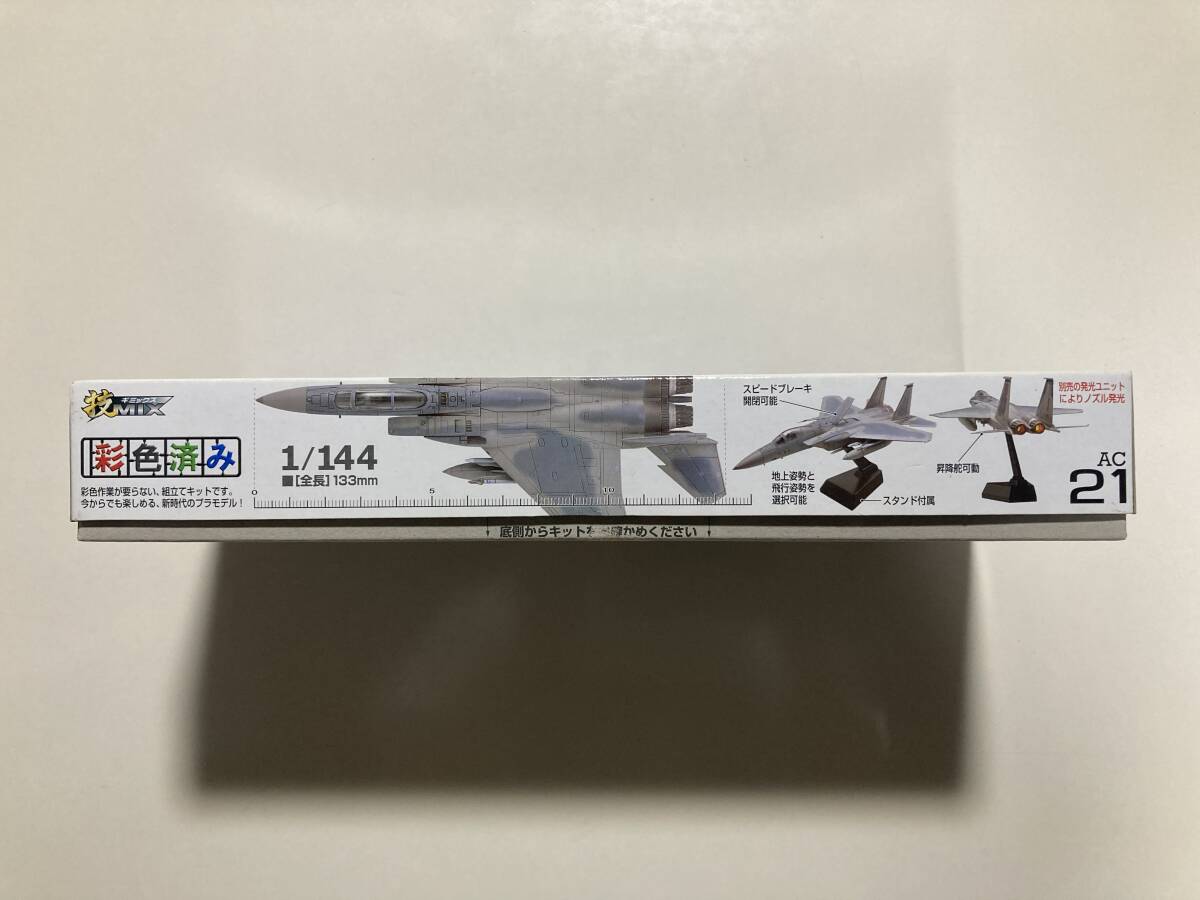 技MIX
ギミックス
彩色済み
彩色作業が要らない、組立てキットです。
今からでも楽しめる、新時代のプラモデル！
1/144
■[全長] 133mm
0 5 10
スピードブレーキ
開閉可能
地上姿勢と
飛行姿勢を
選択可能
スタンド付属
昇降舵可動
別売の発光ユニット
によりノズル発光
AC
21
底側からキットを確かめください